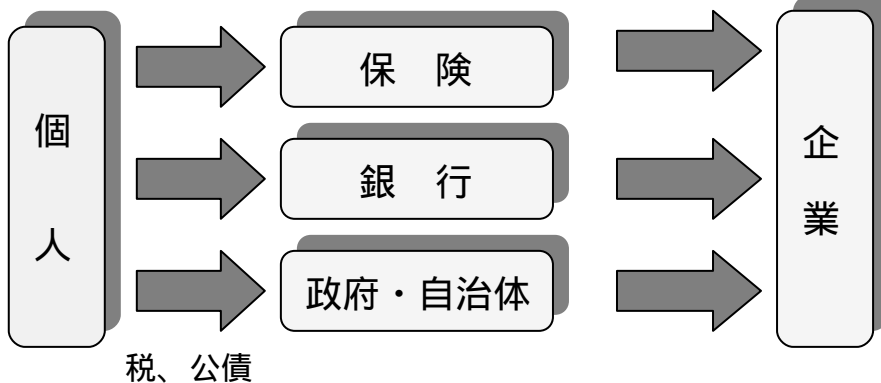 個人
保　険
銀　行
政府・自治体
企業
税、公債